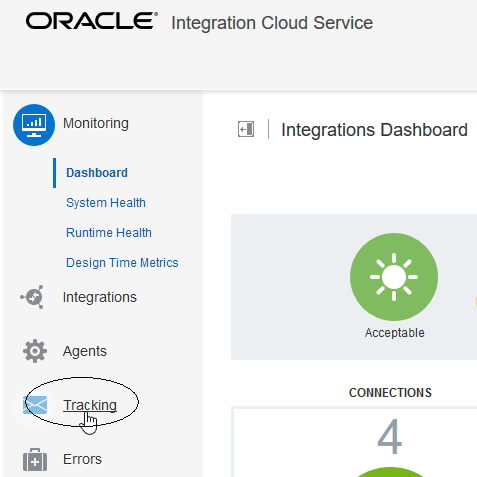 ORACLE® Integration Cloud Service
Monitoring
Dashboard
System Health
Runtime Health
Design Time Metrics
Integrations
Agents
Tracking
Errors
Integrations Dashboard
Acceptable
CONNECTIONS
4